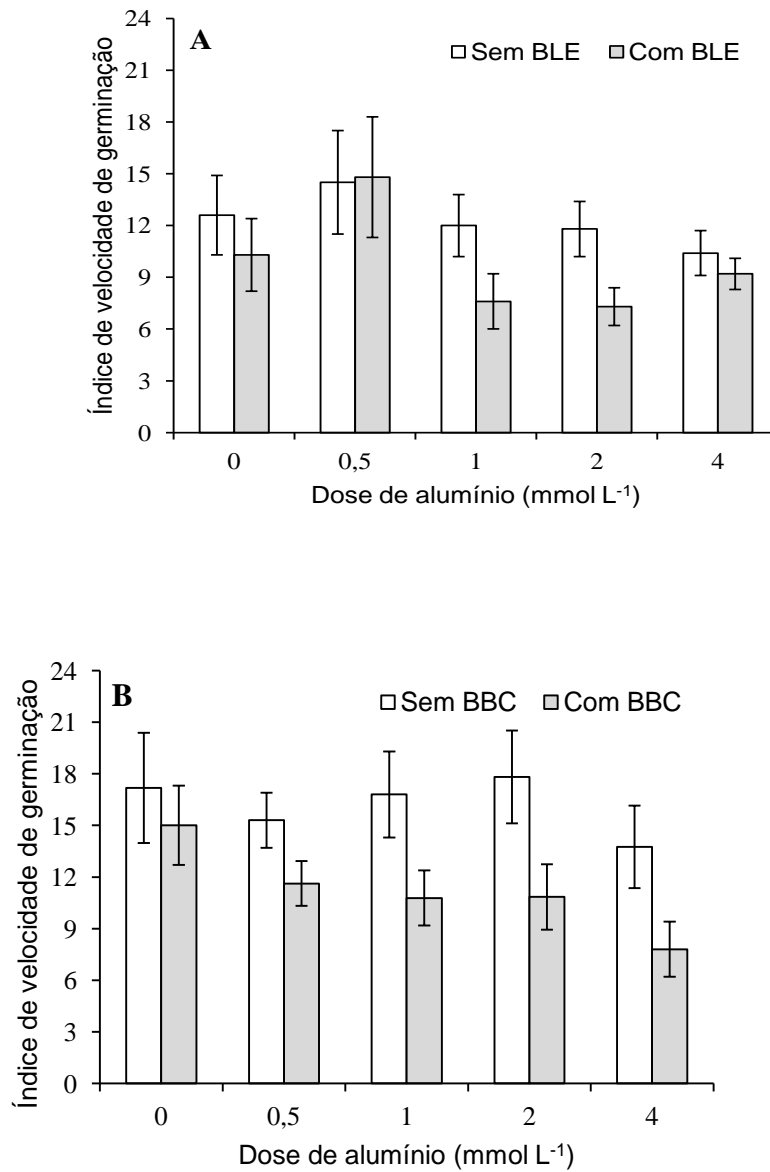 A
Sem BLE Com BLE
Índice de velocidade de germinação
24
21
18
15
12
9
6
3
0
0 0,5 1 2 4
Dose de alumínio (mmol L⁻¹)
B
Sem BBC Com BBC
Índice de velocidade de germinação
24
21
18
15
12
9
6
3
0
0 0,5 1 2 4
Dose de alumínio (mmol L⁻¹)